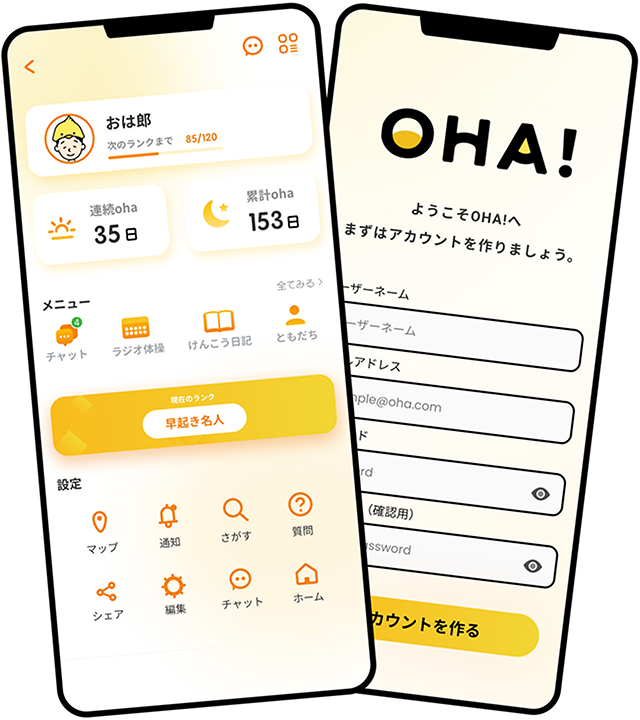 おは郎
次のランクまで 85/120
連続oha
35日
累計oha
153日
メニュー
全てみる
4
チャット
ラジオ体操
けんこう日記
ともだち
現在のランク
早起き名人
設定
マップ
通知
さがす
質問
シェア
編集
チャット
ホーム
OHA!
ようこそOHA!へ
まずはアカウントを作りましょう。
ーザーネーム
ーザーネーム
ルアドレス
mple@oha.com
ド
rd
（確認用）
assword
カウントを作る